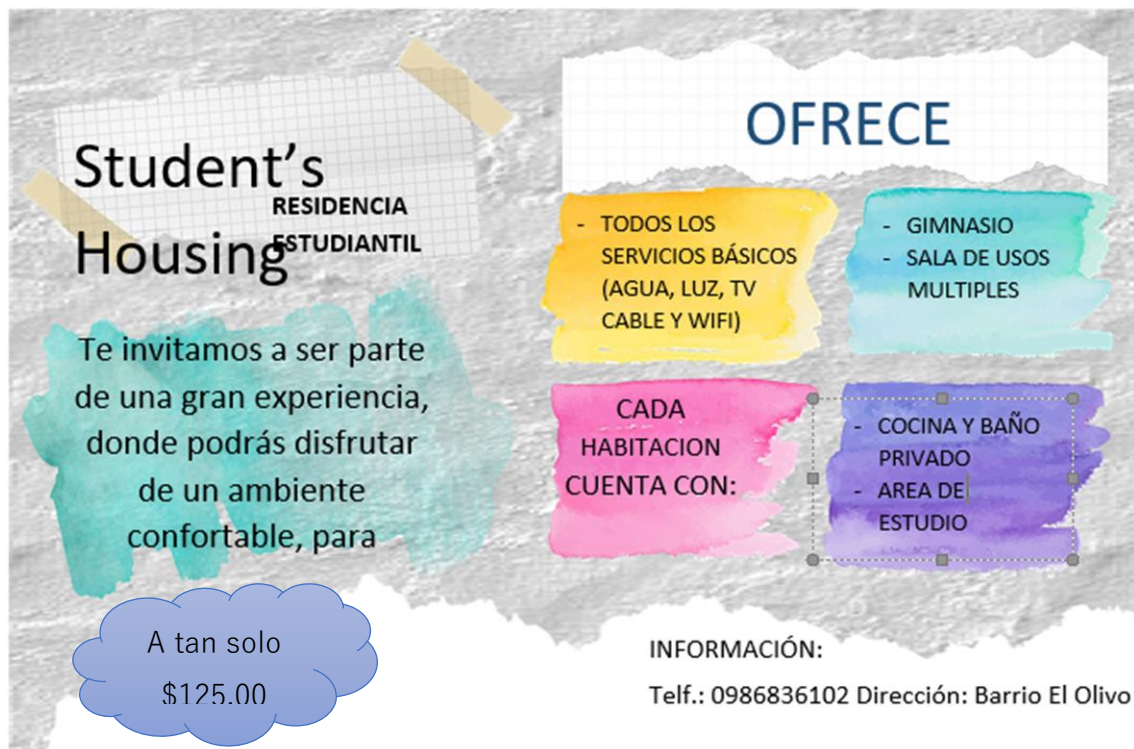 Student’s
Housing
RESIDENCIA
ESTUDIANTIL
Te invitamos a ser parte
de una gran experiencia,
donde podrás disfrutar
de un ambiente
confortable, para
A tan solo
$125.00
OFRECE
- TODOS LOS
SERVICIOS BÁSICOS
(AGUA, LUZ, TV
CABLE Y WIFI)
- GIMNASIO
- SALA DE USOS
MULTIPLES
CADA
HABITACION
CUENTA CON:
- COCINA Y BAÑO
PRIVADO
- AREA DE
ESTUDIO
INFORMACIÓN:
Telf.: 0986836102 Dirección: Barrio El Olivo